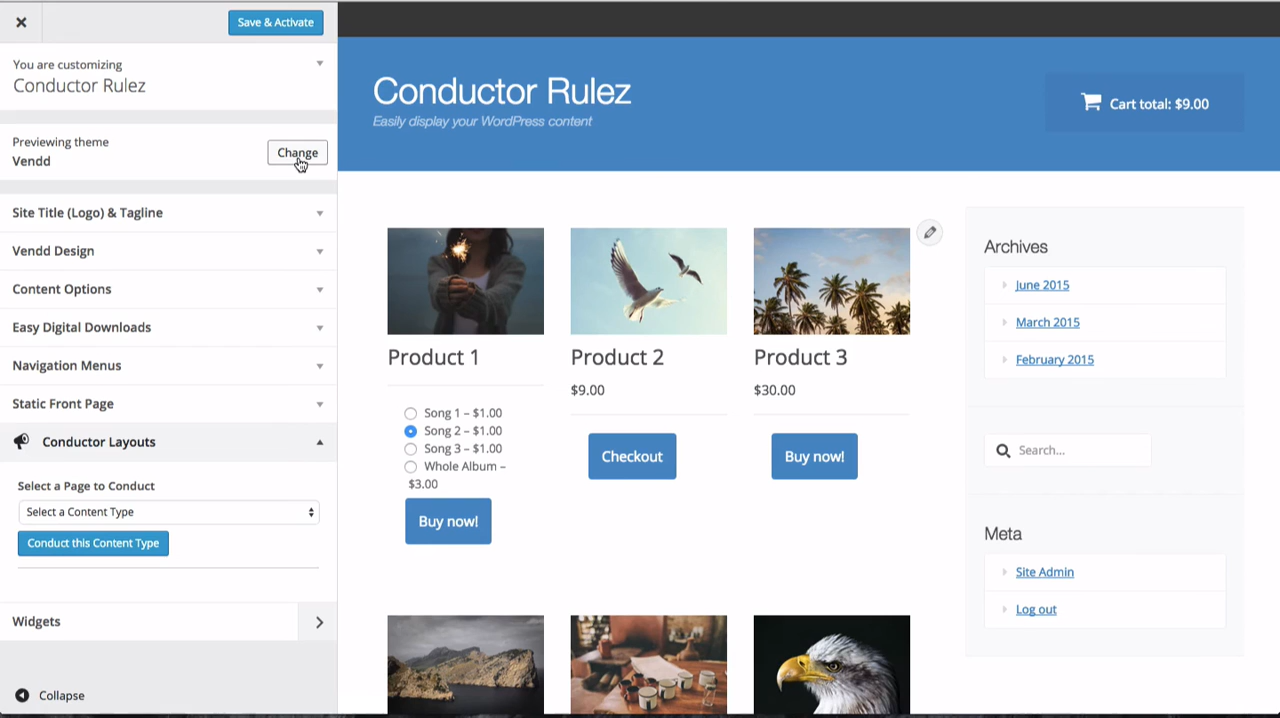 Save & Activate
You are customizing
Conductor Rulez
Previewing theme
Vendd
Change
Site Title (Logo) & Tagline
Vendd Design
Content Options
Easy Digital Downloads
Navigation Menus
Static Front Page
Conductor Layouts
Select a Page to Conduct
Select a Content Type
Conduct this Content Type
Widgets
Collapse
Conductor Rulez
Easily display your WordPress content
Cart total: $9.00
Product 1
Song 1 – $1.00
Song 2 – $1.00
Song 3 – $1.00
Whole Album –
$3.00
Buy now!
Product 2
$9.00
Checkout
Product 3
$30.00
Buy now!
Archives
June 2015
March 2015
February 2015
Search...
Meta
Site Admin
Log out